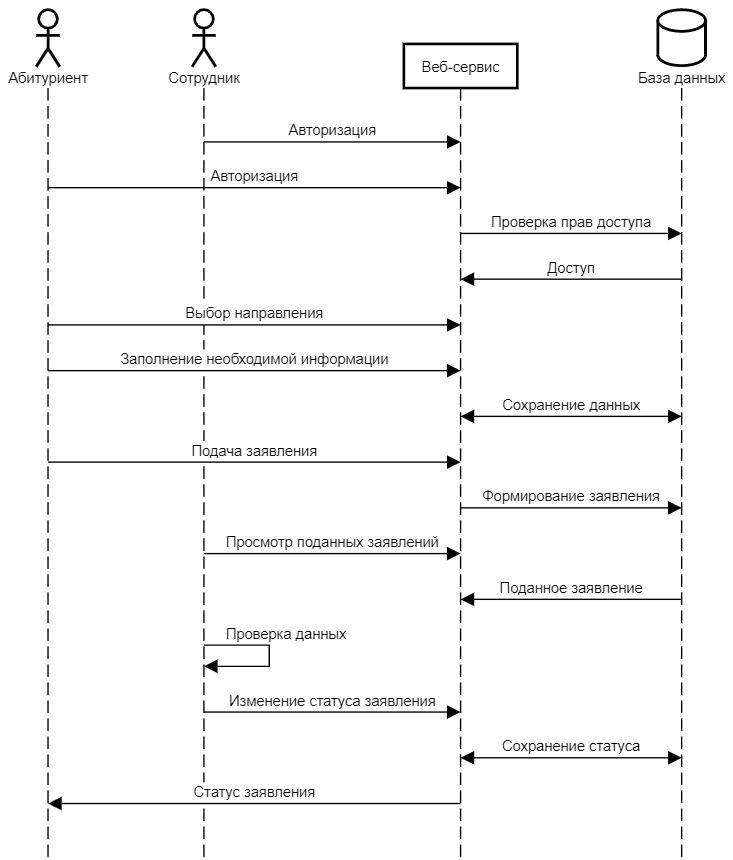 Абитуриент
Сотрудник
Веб-сервис
База данных
Авторизация
Авторизация
Проверка прав доступа
Доступ
Выбор направления
Заполнение необходимой информации
Сохранение данных
Подача заявления
Формирование заявления
Просмотр поданных заявлений
Поданное заявление
Проверка данных
Изменение статуса заявления
Сохранение статуса
Статус заявления